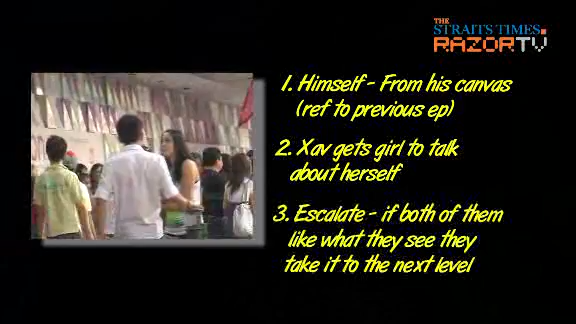 THE
STRAITS TIMES
RAZORTV
1. Himself - From his canvas
(ref to previous ep)
2. Xav gets girl to talk
about herself
3. Escalate - if both of them
like what they see they
take it to the next level